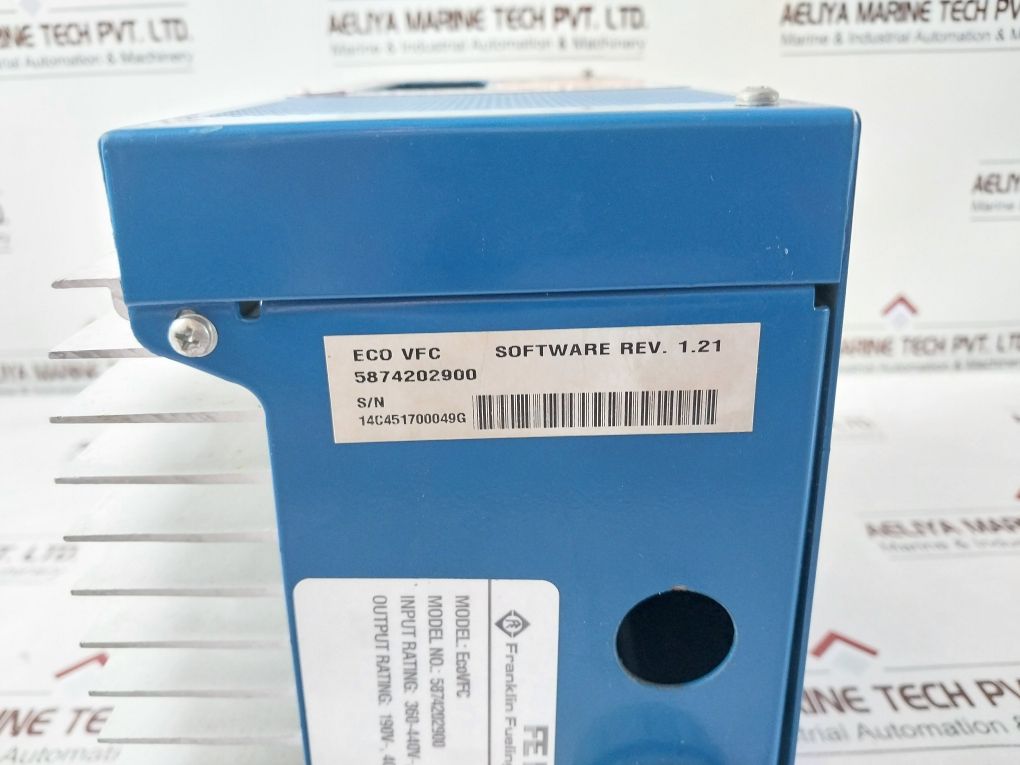 AELIYA MARINE TECH PVT. LTD.
Marine & Industrial Automation & Machinery
ECO VFC SOFTWARE REV. 1.21
5874202900
S/N
14C451700049G
Franklin Fueling
MODEL: EcoVFC
MODEL NO.: 5874202900
INPUT RATING: 360-440V~
OUTPUT RATING: 190V~,